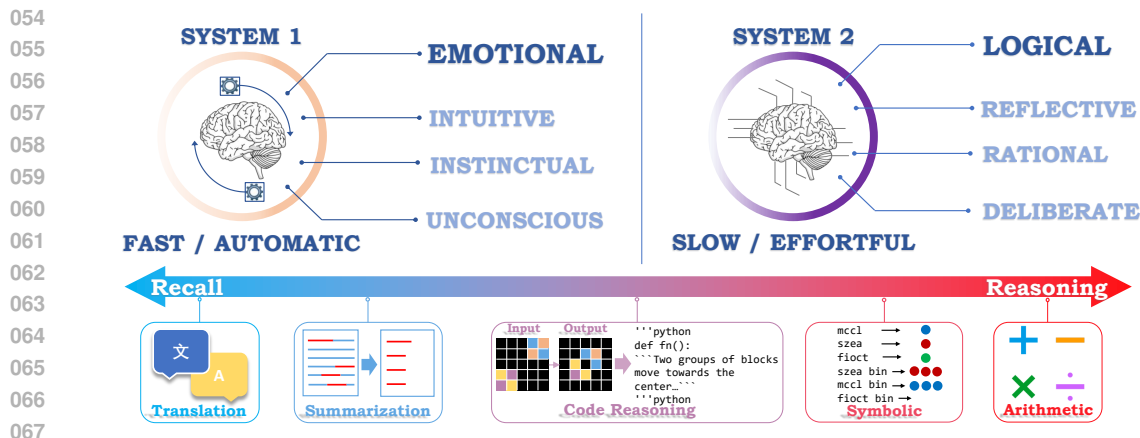 054
055
056
057
058
059
060
061
062
063
064
065
066
067
SYSTEM 1
EMOTIONAL
INTUITIVE
INSTINCTUAL
UNCONSCIOUS
FAST / AUTOMATIC
SYSTEM 2
LOGICAL
REFLECTIVE
RATIONAL
DELIBERATE
SLOW / EFFORTFUL
Recall
Reasoning
文
A
Translation
Summarization
Input
Output
'''python
def fn():
```Two groups of blocks
move towards the
center…```
'''python
Code Reasoning
mccl
szea
fioct
szea bin
mccl bin
fioct bin
Symbolic
Arithmetic